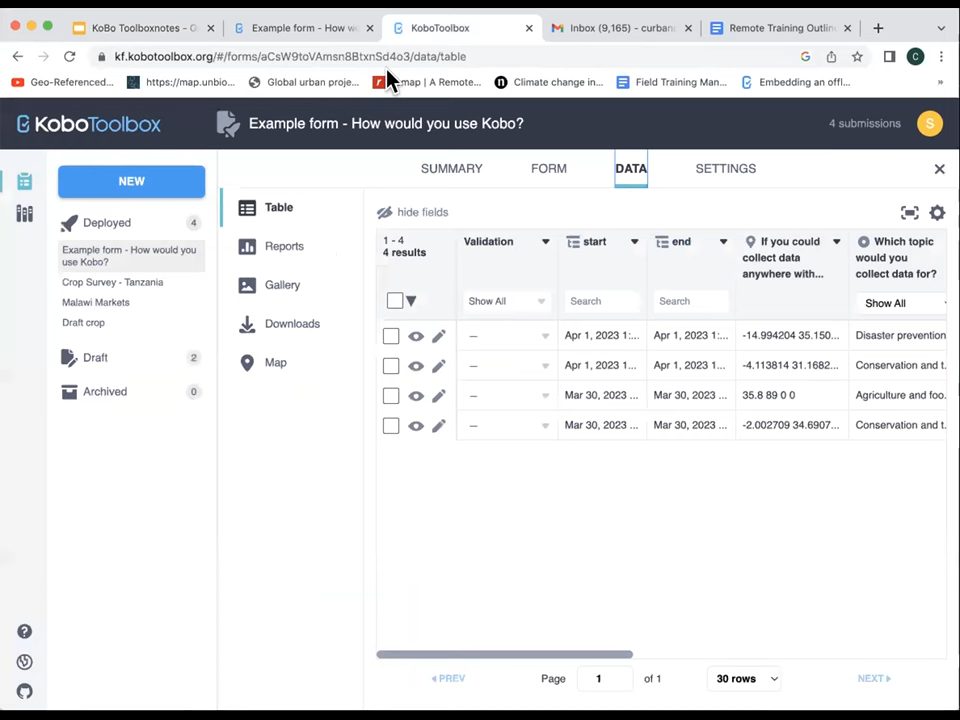 KoBo Toolboxnotes - G
Example form - How w
KoboToolbox
Inbox (9,165) - curban
Remote Training Outlin
kf.kobotoolbox.org/#/forms/aCsW9toVAmsn8BtxnSd4o3/data/table
Geo-Referenced...
https://map.unbio...
Global urban proje...
map | A Remote...
Climate change in...
Field Training Man...
Embedding an offl...
»
KoboToolbox
Example form - How would you use Kobo?
4 submissions
S
C
NEW
Deployed 4
Example form - How would you
use Kobo?
Crop Survey - Tanzania
Malawi Markets
Draft crop
Draft 2
Archived 0
SUMMARY
FORM
DATA
SETTINGS
Table
Reports
Gallery
Downloads
Map
hide fields
1 - 4
4 results
Validation
start
end
If you could
collect data
anywhere with...
Which topic
would you
collect data for?
Show All
Search
Search
Show All
— Apr 1, 2023 1:... Apr 1, 2023 1:... -14.994204 35.150... Disaster prevention
— Apr 1, 2023 1:... Apr 1, 2023 1:... -4.113814 31.1682... Conservation and t.
— Mar 30, 2023 ... Mar 30, 2023 ... 35.8 89 0 0 Agriculture and foo.
— Mar 30, 2023 ... Mar 30, 2023 ... -2.002709 34.6907... Conservation and t.
PREV
Page 1 of 1
30 rows
NEXT